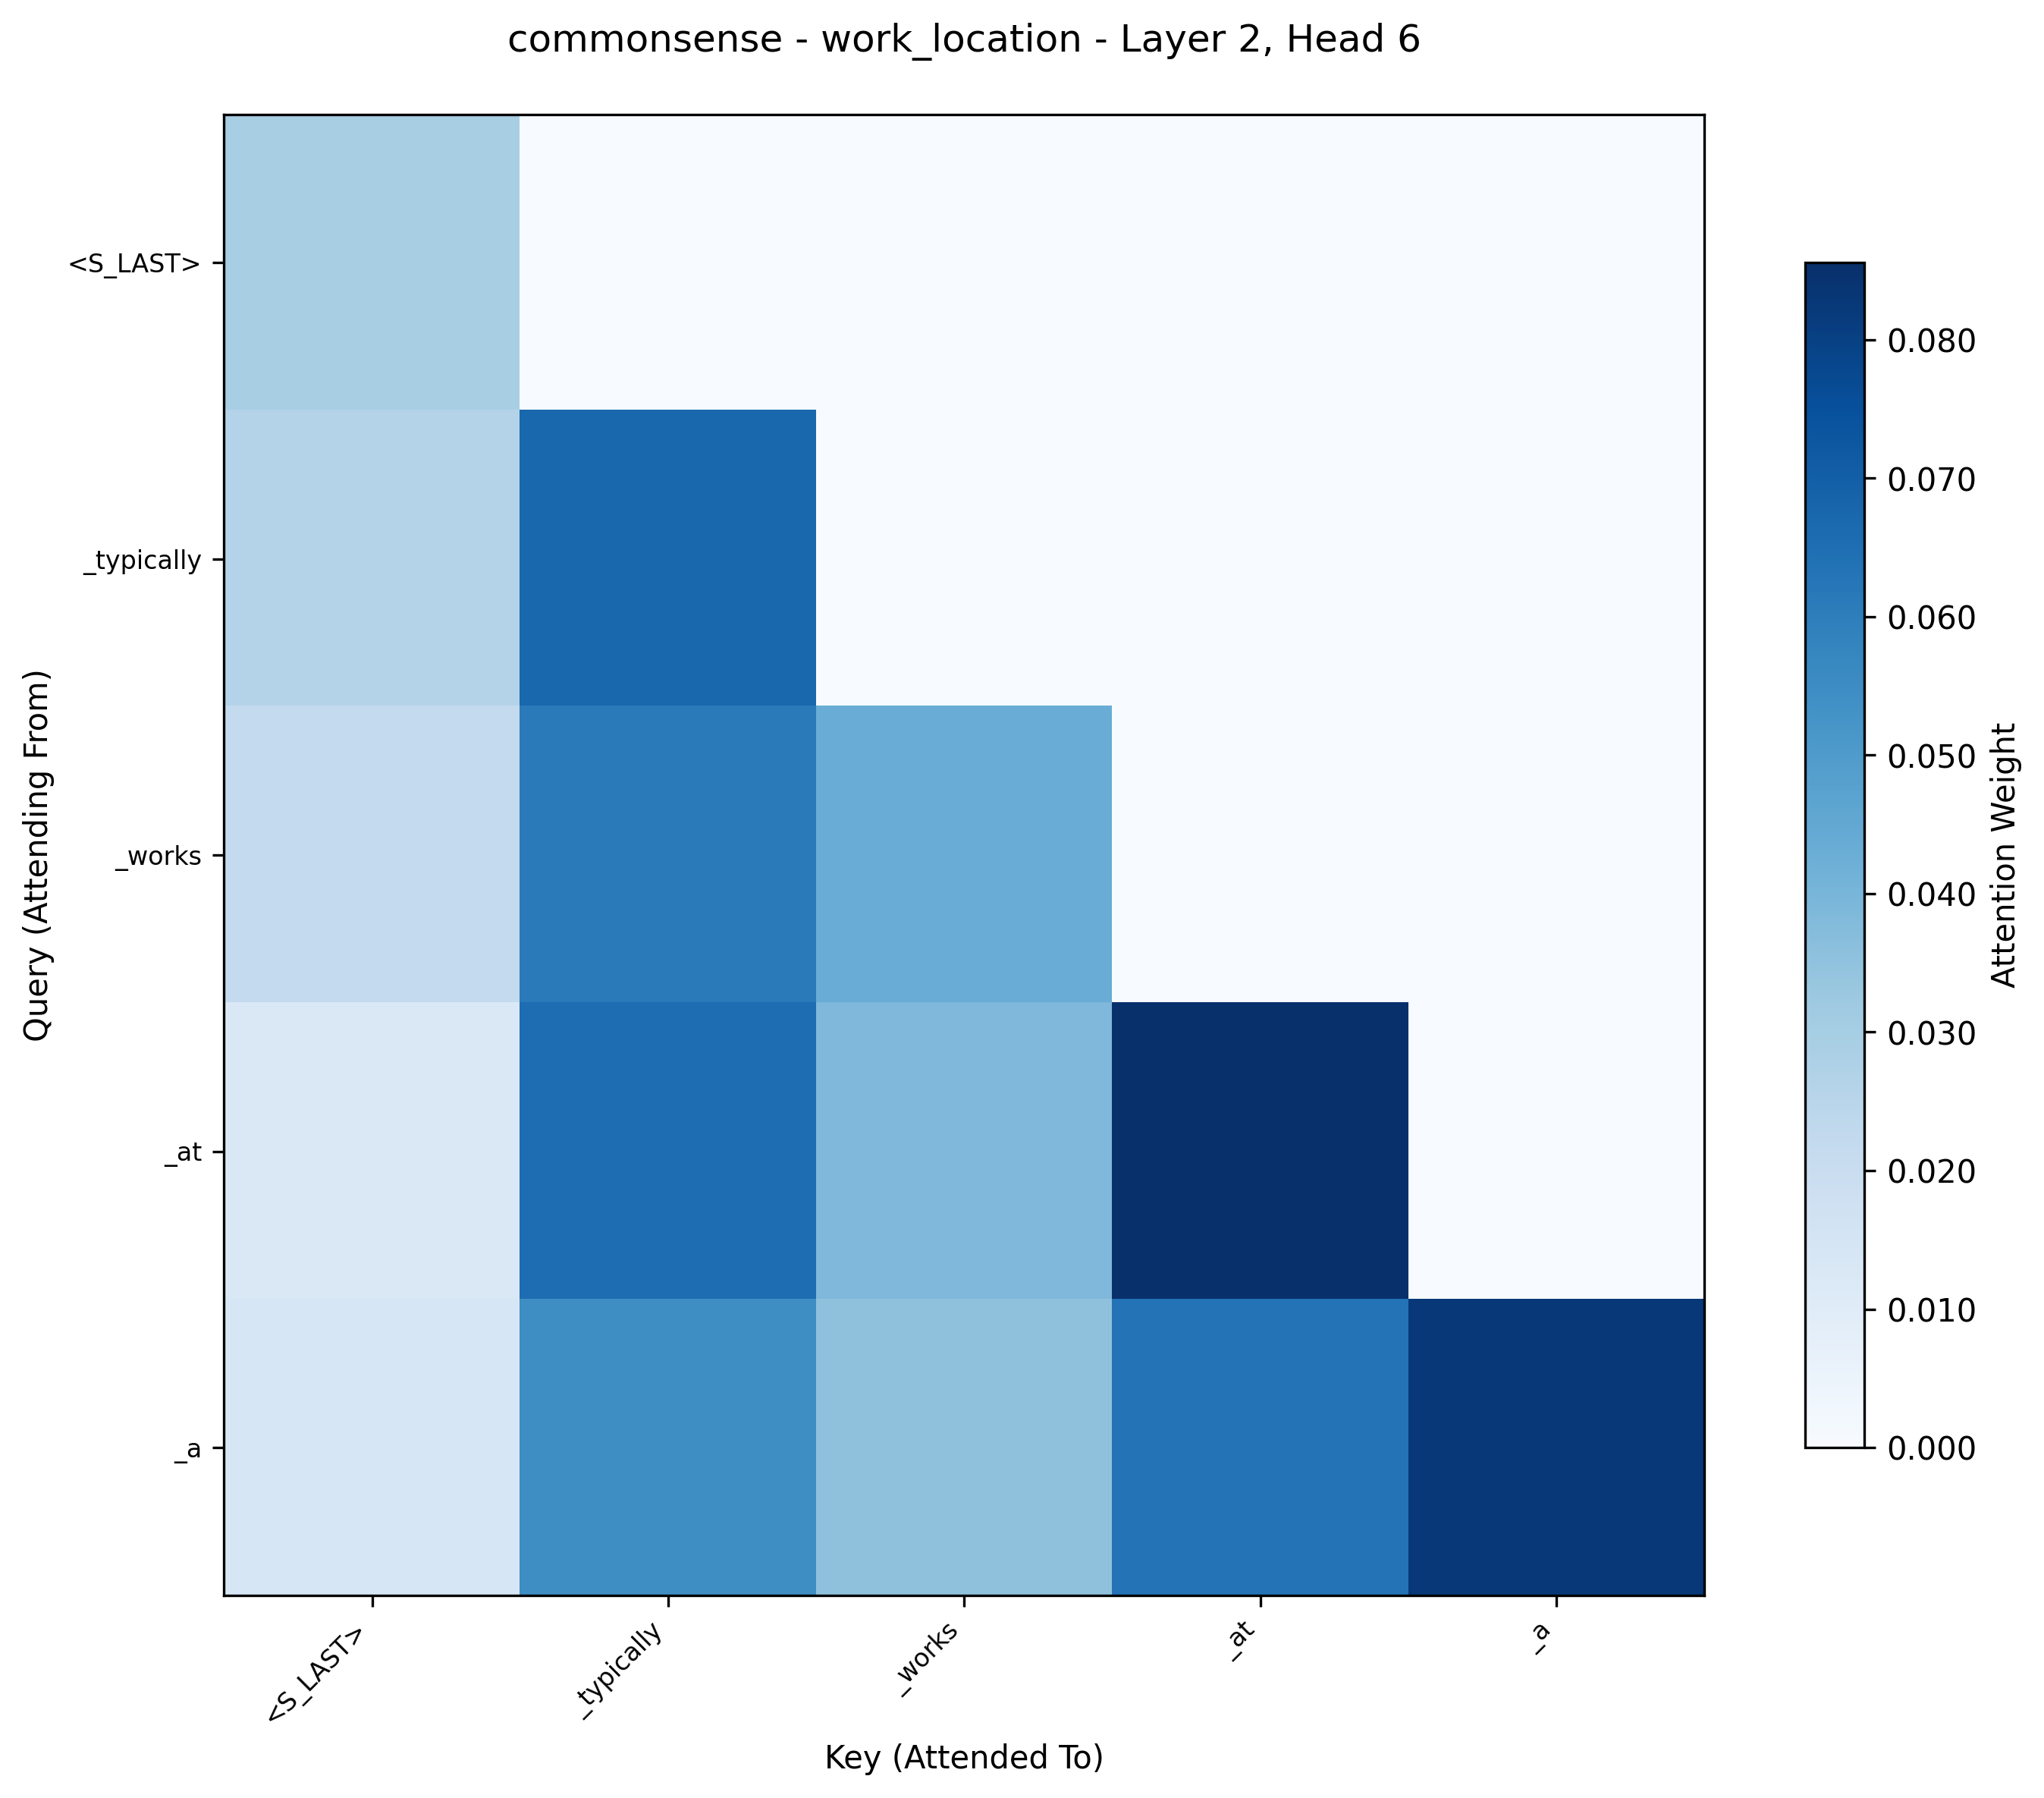 commonsense - work_location - Layer 2, Head 6
<S_LAST>
_typically
_works
_at
_a
Query (Attending From)
<S_LAST>
_typically
_works
_at
_a
Key (Attended To)
0.080
0.070
0.060
0.050
0.040
0.030
0.020
0.010
0.000
Attention Weight